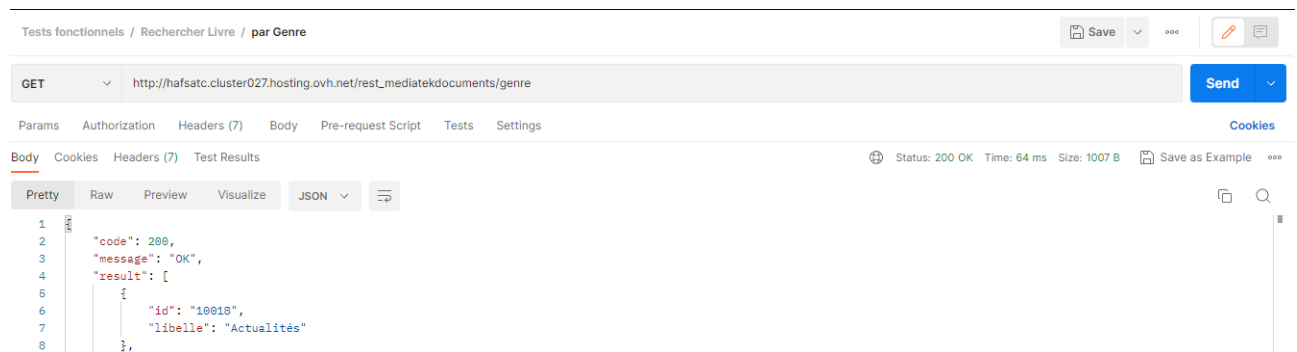 Tests fonctionnels / Rechercher Livre / par Genre Save ooo
GET http://hafsatc.cluster027.hosting.ovh.net/rest_mediatekdocuments/genre Send
Params Authorization Headers (7) Body Pre-request Script Tests Settings Cookies
Body Cookies Headers (7) Test Results Status: 200 OK Time: 64 ms Size: 1007 B Save as Example ooo
Pretty Raw Preview Visualize JSON
1 {
2 "code": 200,
3 "message": "OK",
4 "result": [
5 {
6 "id": "10018",
7 "libelle": "Actualités"
8 },